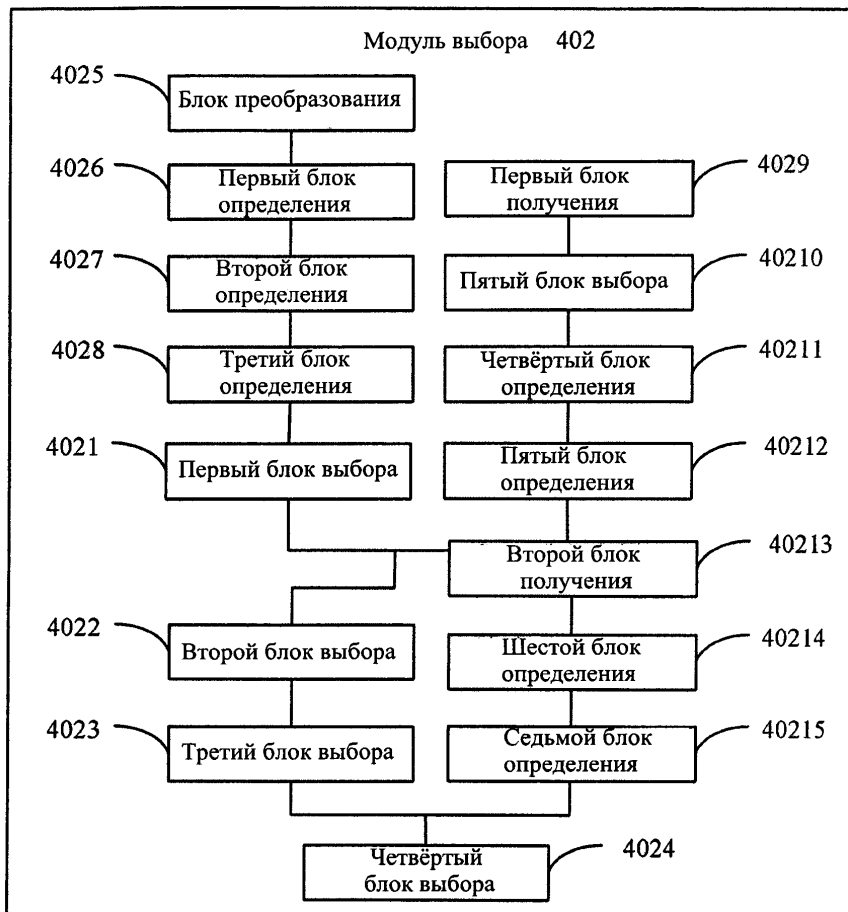 Модуль выбора 402
4025
Блок преобразования
4026
Первый блок
определения
4029
Первый блок
получения
4027
Второй блок
определения
40210
Пятый блок выбора
4028
Третий блок
определения
40211
Четвёртый блок
определения
4021
Первый блок выбора
40212
Пятый блок
определения
40213
Второй блок
получения
4022
Второй блок выбора
40214
Шестой блок
определения
4023
Третий блок выбора
40215
Седьмой блок
определения
4024
Четвёртый
блок выбора